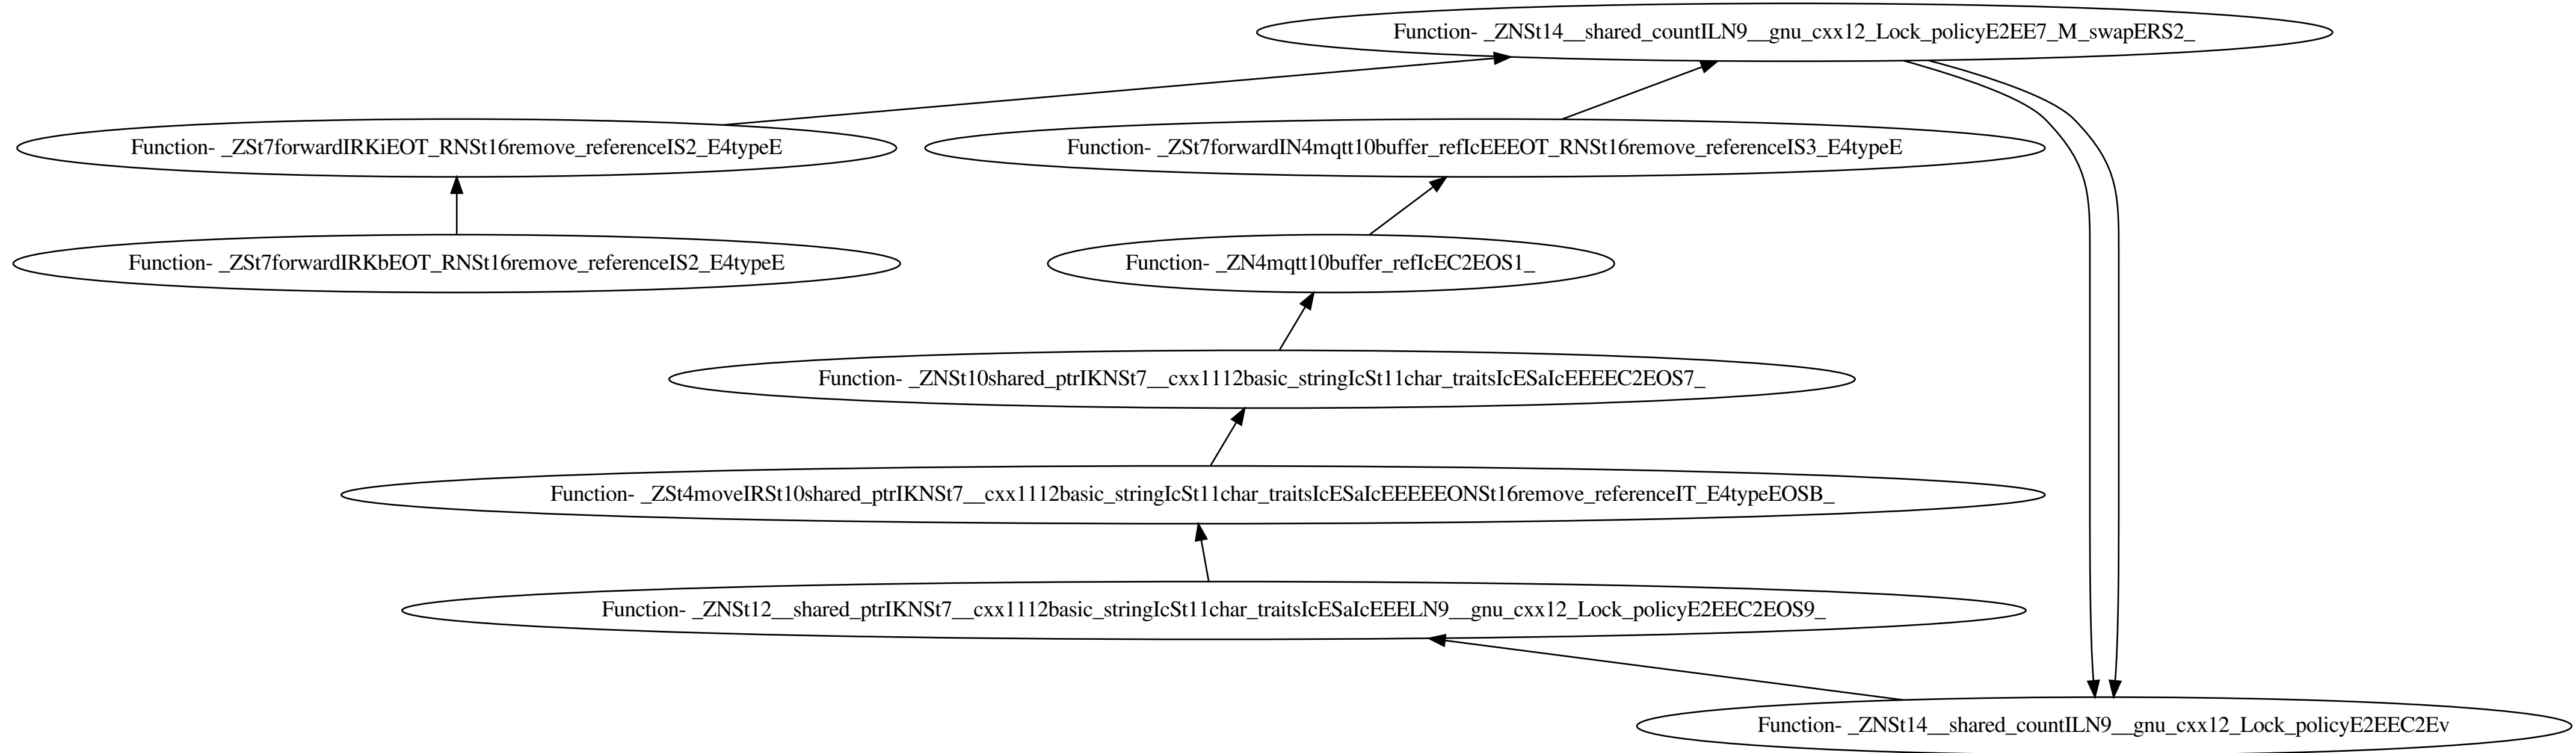 Function- _ZNSt14__shared_countILN9__gnu_cxx12_Lock_policyE2EE7_M_swapERS2_
Function- _ZSt7forwardIRKiEOT_RNSt16remove_referenceIS2_E4typeE
Function- _ZSt7forwardIN4mqtt10buffer_refIcEEEOT_RNSt16remove_referenceIS3_E4typeE
Function- _ZSt7forwardIRKbEOT_RNSt16remove_referenceIS2_E4typeE
Function- _ZN4mqtt10buffer_refIcEC2EOS1_
Function- _ZNSt10shared_ptrIKNSt7__cxx1112basic_stringIcSt11char_traitsIcESaIcEEEEC2EOS7_
Function- _ZSt4moveIRSt10shared_ptrIKNSt7__cxx1112basic_stringIcSt11char_traitsIcESaIcEEEEEONSt16remove_referenceIT_E4typeEOSB_
Function- _ZNSt12__shared_ptrIKNSt7__cxx1112basic_stringIcSt11char_traitsIcESaIcEEELN9__gnu_cxx12_Lock_policyE2EEC2EOS9_
Function- _ZNSt14__shared_countILN9__gnu_cxx12_Lock_policyE2EEC2Ev